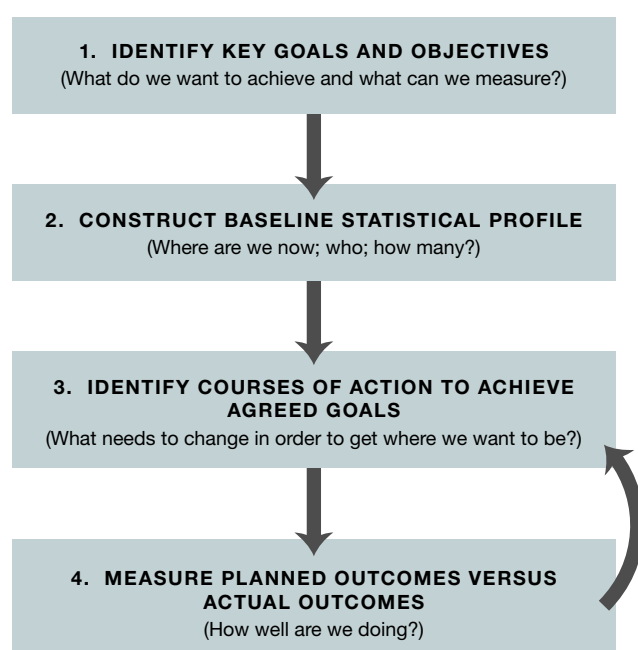 1. IDENTIFY KEY GOALS AND OBJECTIVES
(What do we want to achieve and what can we measure?)
2. CONSTRUCT BASELINE STATISTICAL PROFILE
(Where are we now; who; how many?)
3. IDENTIFY COURSES OF ACTION TO ACHIEVE
AGREED GOALS
(What needs to change in order to get where we want to be?)
4. MEASURE PLANNED OUTCOMES VERSUS
ACTUAL OUTCOMES
(How well are we doing?)